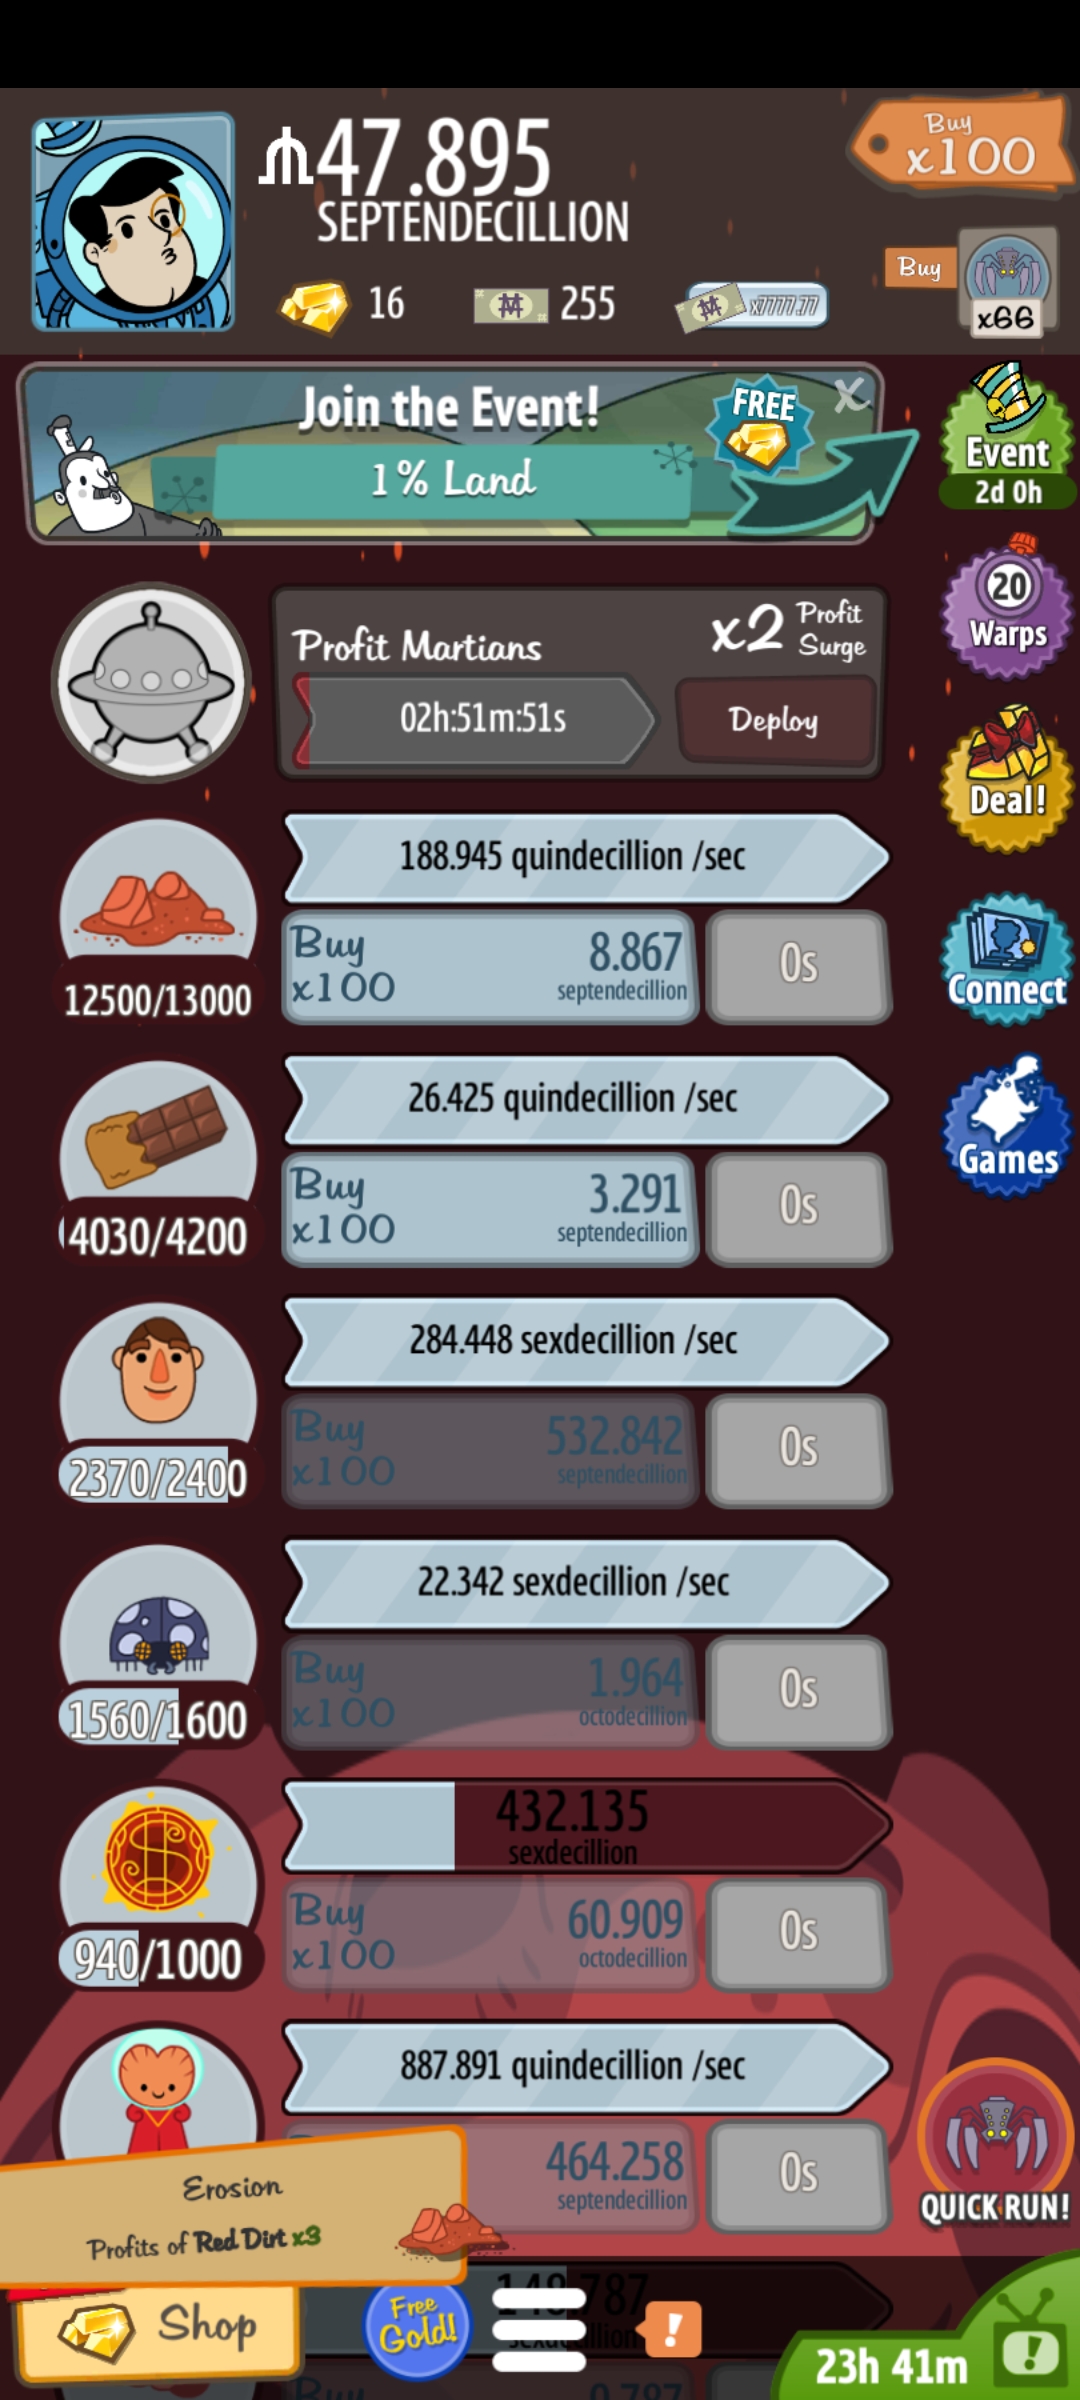 47.895
SEPTENDECILLION
Buy
x100
16
255
x7777.77
Buy
x66
Join the Event!
1% Land
FREE
X
Event
2d 0h
20
Warps
Deal!
Connect
Games
Profit Martians
x2 Profit Surge
02h:51m:51s
Deploy
188.945 quindecillion /sec
12500/13000
Buy x100
8.867
septendecillion
0s
26.425 quindecillion /sec
4030/4200
Buy x100
3.291
septendecillion
0s
284.448 sexdecillion /sec
2370/2400
Buy x100
532.842
septendecillion
0s
22.342 sexdecillion /sec
1560/1600
Buy x100
1.964
octodecillion
0s
432.135
sexdecillion
940/1000
Buy x100
60.909
octodecillion
0s
887.891 quindecillion /sec
464.258
septendecillion
0s
QUICK RUN!
Erosion
Profits of Red Dirt x3
Shop
Free
Gold!
!
23h 41m
!
Buy
0.787